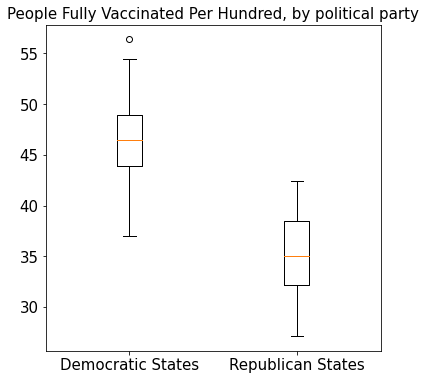 People Fully Vaccinated Per Hundred, by political party
55
50
45
40
35
30
Democratic States
Republican States